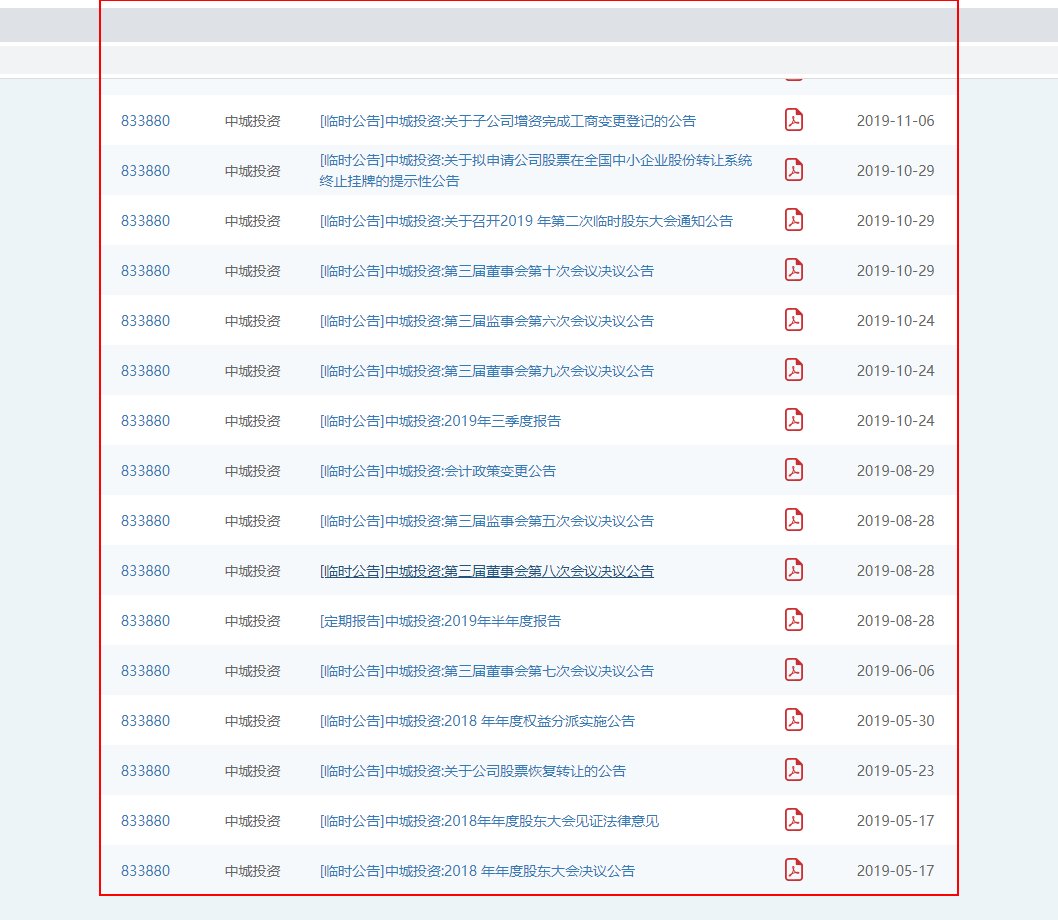 833880 中城投资 [临时公告]中城投资:关于子公司增资完成工商变更登记的公告 2019-11-06
833880 中城投资 [临时公告]中城投资:关于拟申请公司股票在全国中小企业股份转让系统
终止挂牌的提示性公告 2019-10-29
833880 中城投资 [临时公告]中城投资:关于召开2019 年第二次临时股东大会通知公告 2019-10-29
833880 中城投资 [临时公告]中城投资:第三届董事会第十次会议决议公告 2019-10-29
833880 中城投资 [临时公告]中城投资:第三届监事会第六次会议决议公告 2019-10-24
833880 中城投资 [临时公告]中城投资:第三届董事会第九次会议决议公告 2019-10-24
833880 中城投资 [临时公告]中城投资:2019年三季度报告 2019-10-24
833880 中城投资 [临时公告]中城投资:会计政策变更公告 2019-08-29
833880 中城投资 [临时公告]中城投资:第三届监事会第五次会议决议公告 2019-08-28
833880 中城投资 [临时公告]中城投资:第三届董事会第八次会议决议公告 2019-08-28
833880 中城投资 [定期报告]中城投资:2019年半年度报告 2019-08-28
833880 中城投资 [临时公告]中城投资:第三届董事会第七次会议决议公告 2019-06-06
833880 中城投资 [临时公告]中城投资:2018 年年度权益分派实施公告 2019-05-30
833880 中城投资 [临时公告]中城投资:关于公司股票恢复转让的公告 2019-05-23
833880 中城投资 [临时公告]中城投资:2018年年度股东大会见证法律意见 2019-05-17
833880 中城投资 [临时公告]中城投资:2018 年年度股东大会决议公告 2019-05-17